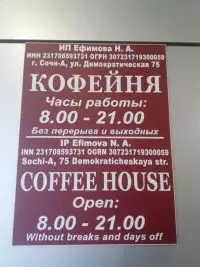 ИП Ефимова Н. А.
ИНН 231708593731 ОГРН 307231719300059
г. Сочи-А, ул. Демократическая 75
КОФЕЙНЯ
Часы работы:
8.00 - 21.00
Без перерыва и выходных
IP Efimova N. A.
INN 231708593731 OGRN 307231719300059
Sochi-A, 75 Demokraticheskaya str.
COFFEE HOUSE
Open:
8.00 - 21.00
Without breaks and days off